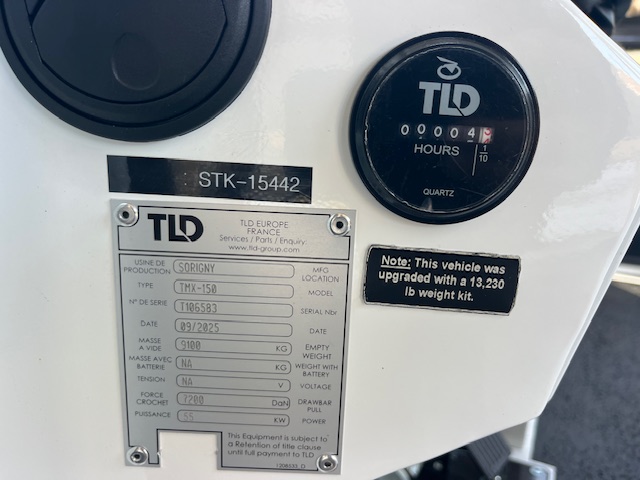 TLD
00004
HOURS
1/10
QUARTZ
STK-15442
TLD
TLD EUROPE
FRANCE
Services / Parts / Enquiry
www.tld-group.com
USINE DE PRODUCTION SORIGNY MFG LOCATION
TYPE TMX-150 MODEL
N° DE SERIE T106583 SERIAL Nbr
DATE 09/2025 DATE
MASSE A VIDE 9100 KG EMPTY WEIGHT
MASSE AVEC BATTERIE NA KG WEIGHT WITH BATTERY
TENSION NA V VOLTAGE
FORCE CROCHET 7200 DaN DRAWBAR PULL
PUISSANCE 55 KW POWER
This Equipment is subject to
a Retention of title clause
until full payment to TLD
Note: This vehicle was
upgraded with a 13,230
lb weight kit.